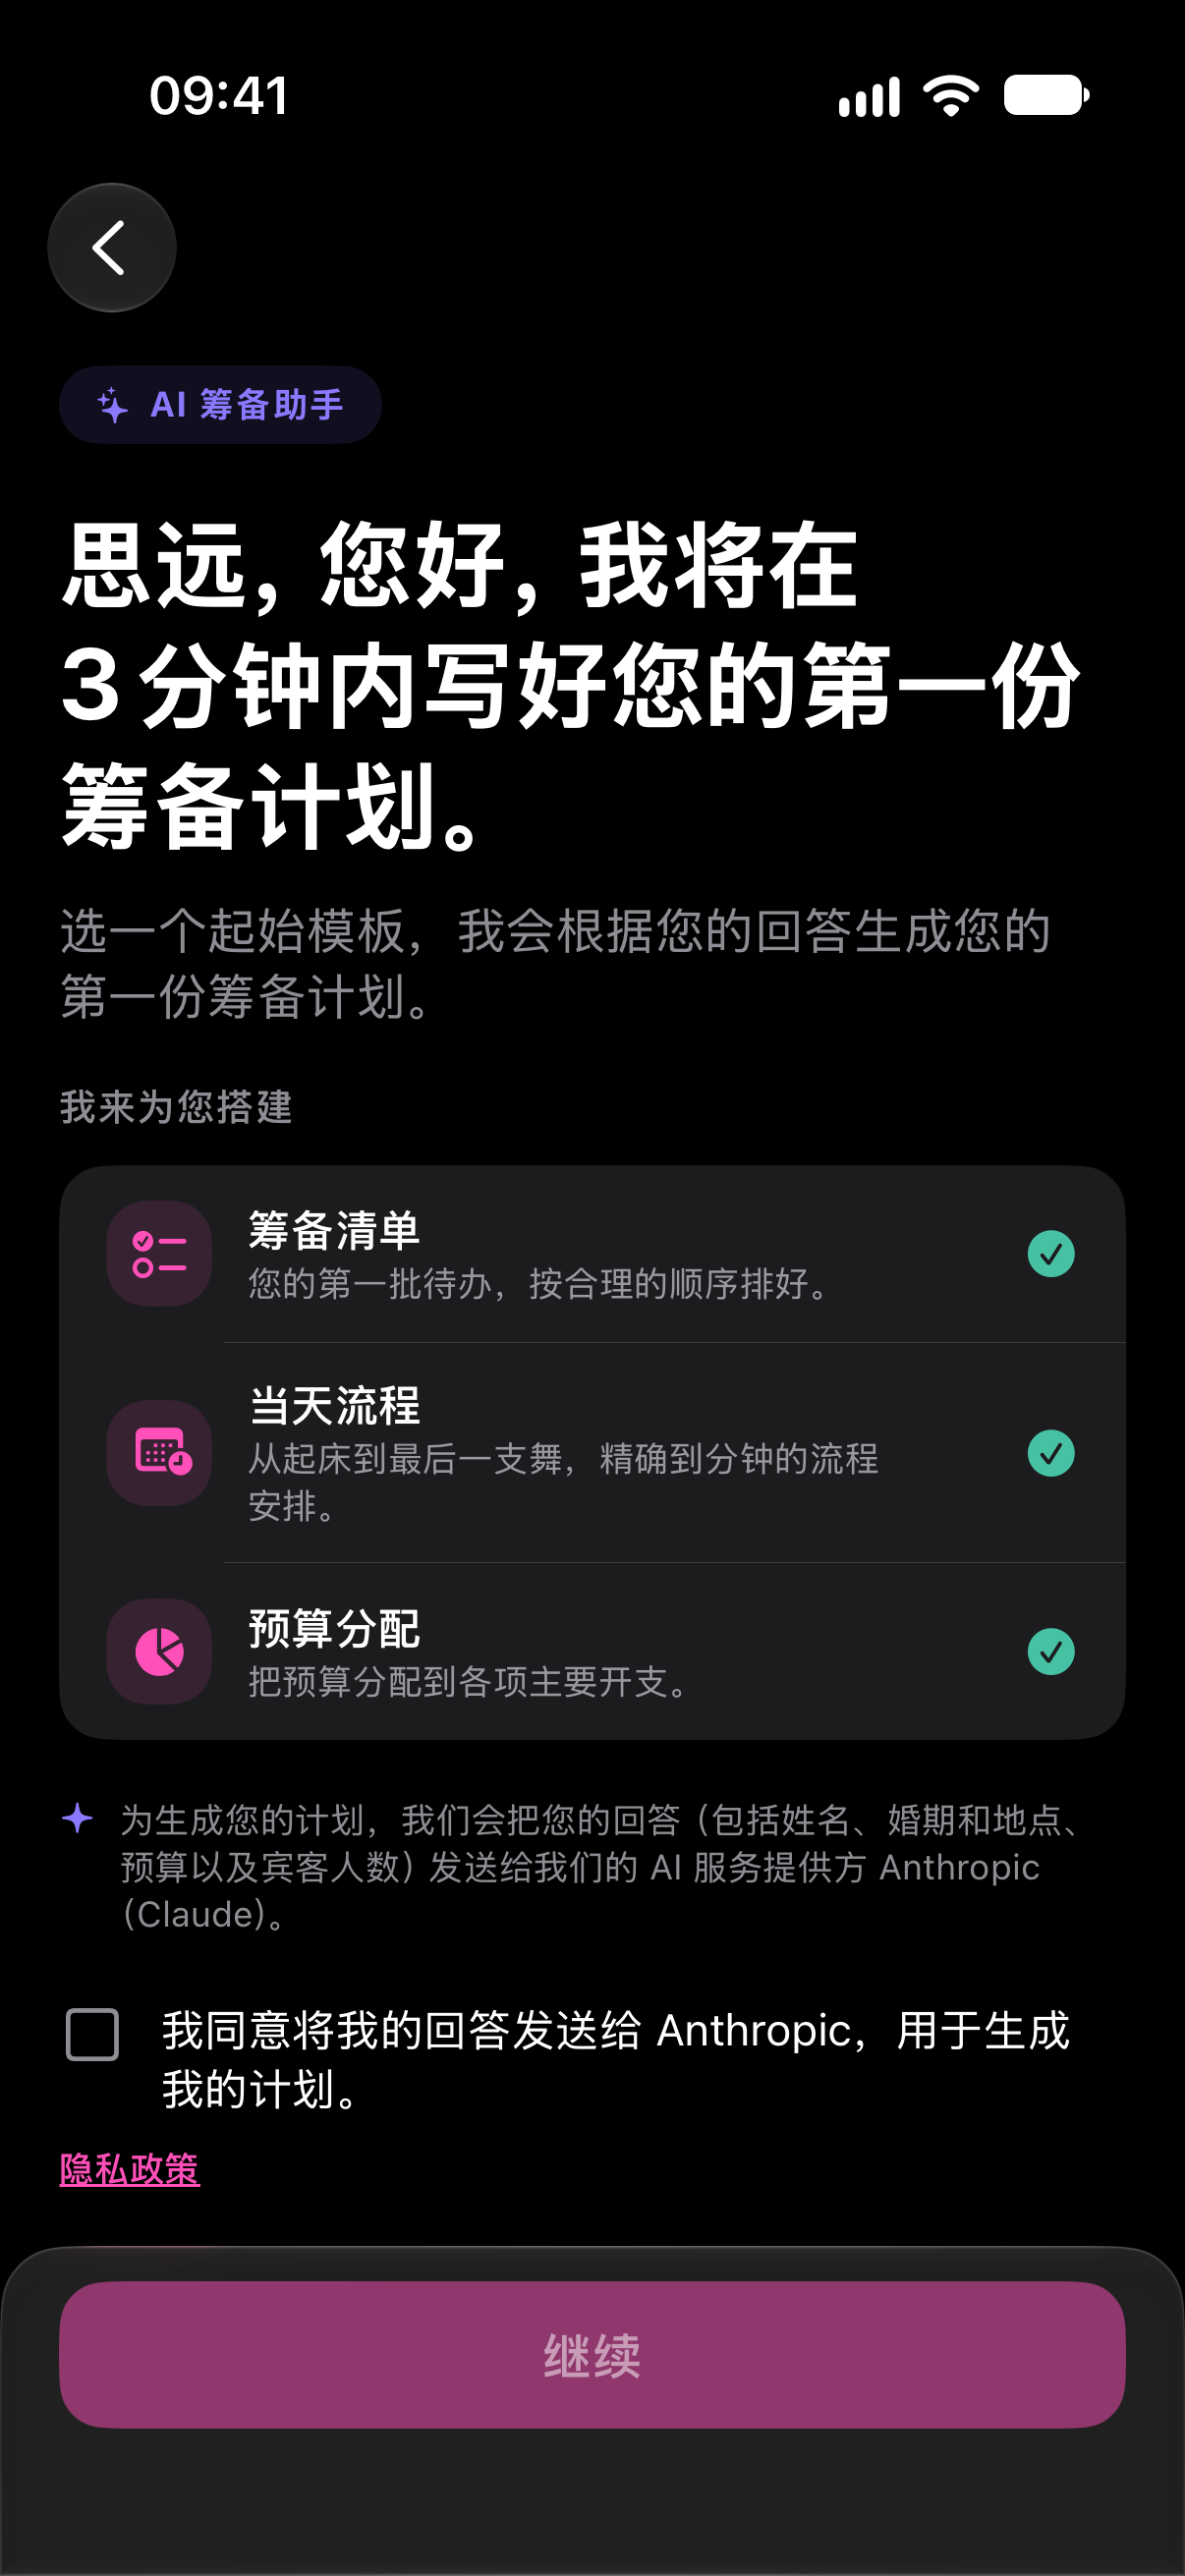 09:41
AI 筹备助手
思远，您好，我将在
3 分钟内写好您的第一份
筹备计划。
选一个起始模板，我会根据您的回答生成您的
第一份筹备计划。
我来为您搭建
筹备清单
您的第一批待办，按合理的顺序排好。
当天流程
从起床到最后一支舞，精确到分钟的流程
安排。
预算分配
把预算分配到各项主要开支。
为生成您的计划，我们会把您的回答（包括姓名、婚期和地点、
预算以及宾客人数）发送给我们的 AI 服务提供方 Anthropic
（Claude）。
我同意将我的回答发送给 Anthropic，用于生成
我的计划。
隐私政策
继续